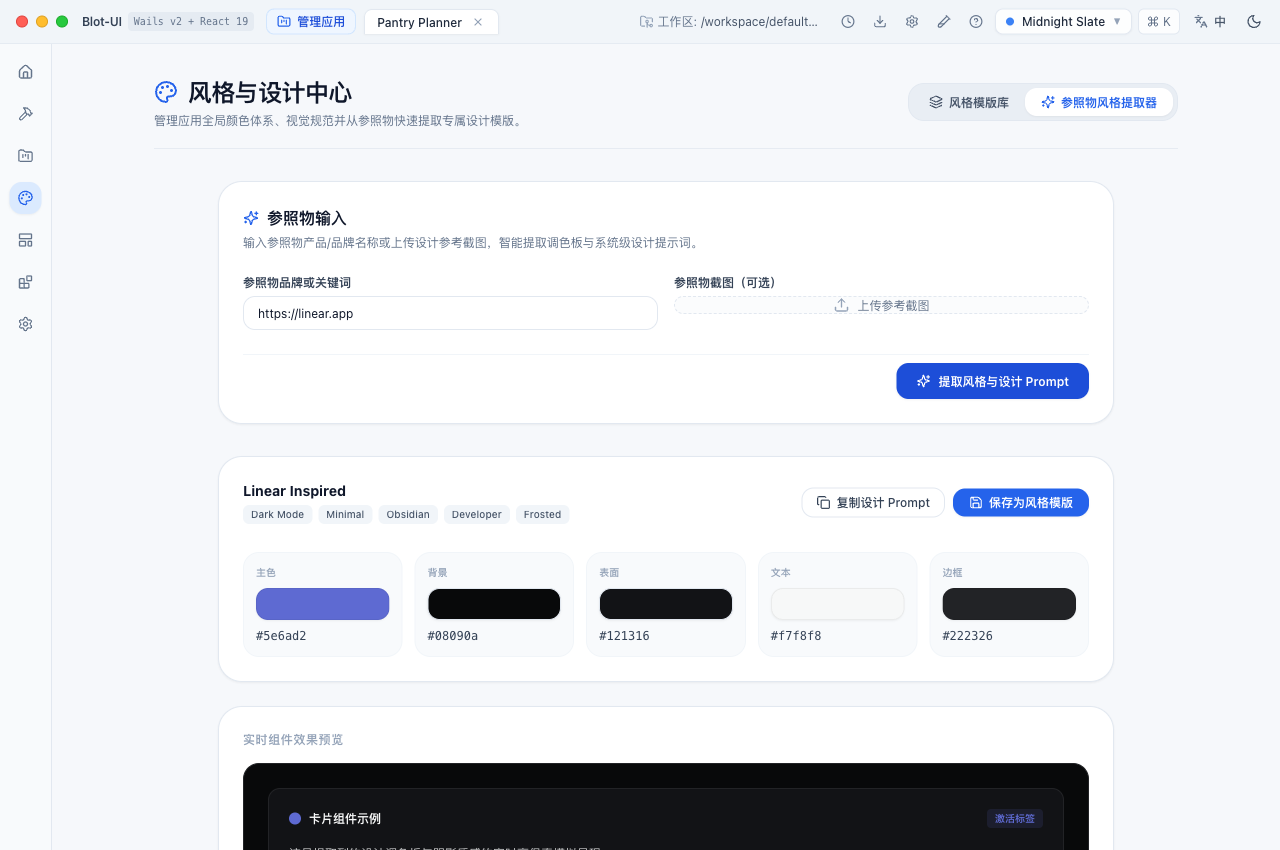 Blot-UI Wails v2 + React 19 管理应用 Pantry Planner 工作区: /workspace/default... Midnight Slate ⌘ K 中
风格与设计中心
管理应用全局颜色体系、视觉规范并从参照物快速提取专属设计模版。
风格模版库 参照物风格提取器
参照物输入
输入参照物产品/品牌名称或上传设计参考截图，智能提取调色板与系统级设计提示词。
参照物品牌或关键词 参照物截图（可选）
https://linear.app 上传参考截图
提取风格与设计 Prompt
Linear Inspired
Dark Mode Minimal Obsidian Developer Frosted
复制设计 Prompt 保存为风格模版
主色 背景 表面 文本 边框
#5e6ad2 #08090a #121316 #f7f8f8 #222326
实时组件效果预览
卡片组件示例 激活标签